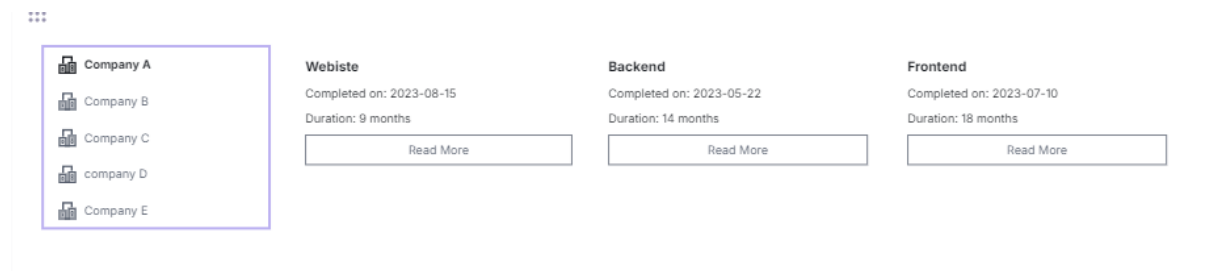 Company A
Company B
Company C
company D
Company E
Webiste
Completed on: 2023-08-15
Duration: 9 months
Read More
Backend
Completed on: 2023-05-22
Duration: 14 months
Read More
Frontend
Completed on: 2023-07-10
Duration: 18 months
Read More